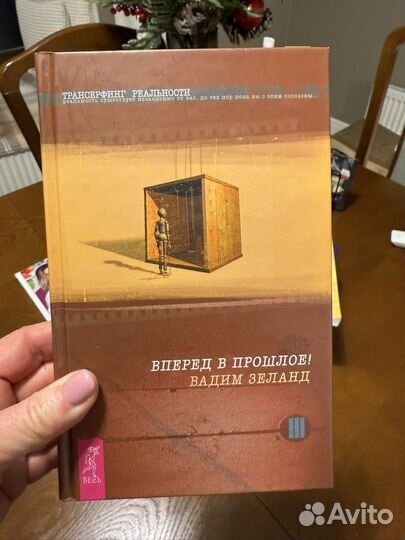 ТРАНСЕРФИНГ РЕАЛЬНОСТИ
реальность существует независимо от вас, до тех пор пока вы с этим согласны...
ВПЕРЕД В ПРОШЛОЕ!
ВАДИМ ЗЕЛАНД
III
ВЕСЬ
Avito